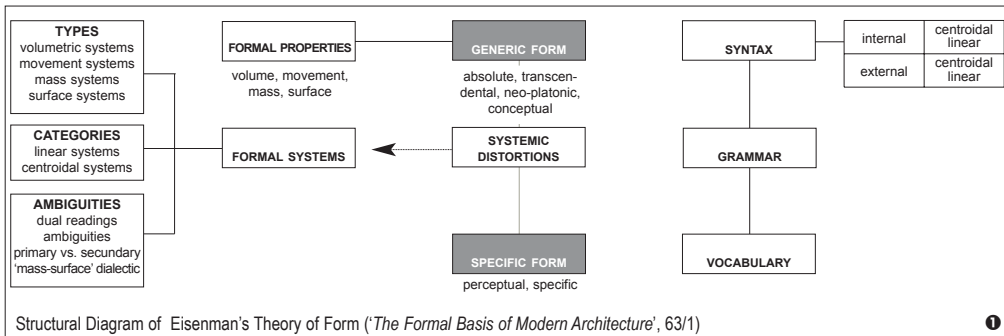 TYPES
volumetric systems
movement systems
mass systems
surface systems
CATEGORIES
linear systems
centroidal systems
AMBIGUITIES
dual readings
ambiguities
primary vs. secundary
‘mass-surface’ dialectic
FORMAL PROPERTIES
volume, movement,
mass, surface
FORMAL SYSTEMS
GENERIC FORM
absolute, transcen-
dental, neo-platonic,
conceptual
SYSTEMIC
DISTORTIONS
SPECIFIC FORM
perceptual, specific
SYNTAX
internal
centroidal
linear
external
centroidal
linear
GRAMMAR
VOCABULARY
Structural Diagram of Eisenman’s Theory of Form (‘The Formal Basis of Modern Architecture’, 63/1) ❶